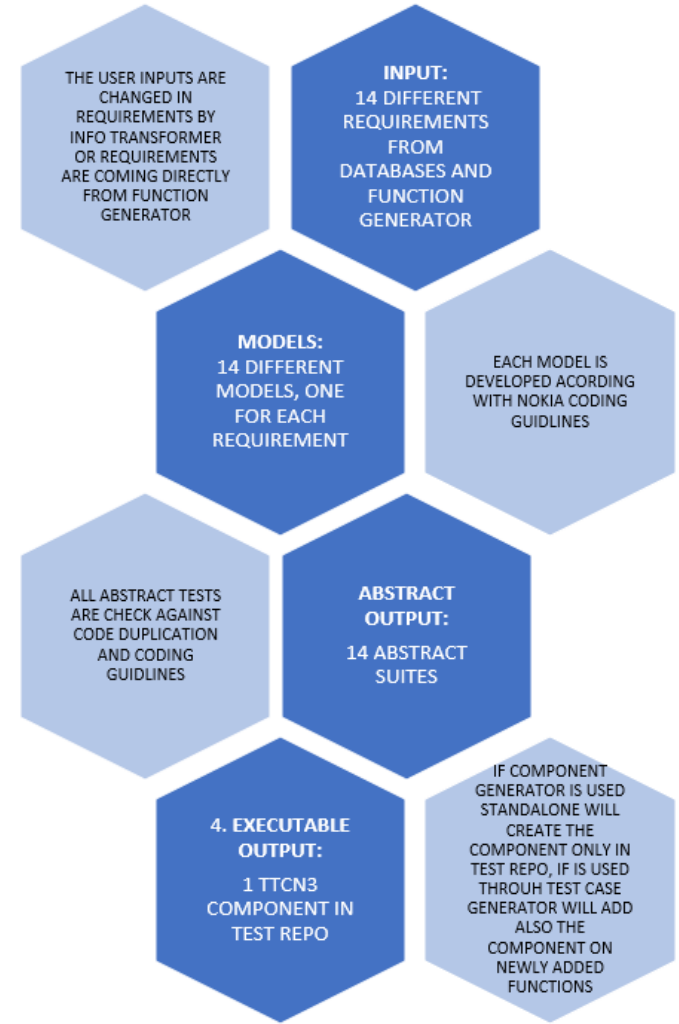 THE USER INPUTS ARE
CHANGED IN
REQUIREMENTS BY
INFO TRANSFORMER
OR REQUIREMENTS
ARE COMING DIRECTLY
FROM FUNCTION
GENERATOR
INPUT:
14 DIFFERENT
REQUIREMENTS
FROM
DATABASES AND
FUNCTION
GENERATOR
MODELS:
14 DIFFERENT
MODELS, ONE
FOR EACH
REQUIREMENT
EACH MODEL IS
DEVELOPED ACORDING
WITH NOKIA CODING
GUIDLINES
ALL ABSTRACT TESTS
ARE CHECK AGAINST
CODE DUPLICATION
AND CODING
GUIDLINES
ABSTRACT
OUTPUT:
14 ABSTRACT
SUITES
4. EXECUTABLE
OUTPUT:
1 TTCN3
COMPONENT IN
TEST REPO
IF COMPONENT
GENERATOR IS USED
STANDALONE WILL
CREATE THE
COMPONENT ONLY IN
TEST REPO, IF IS USED
THROUH TEST CASE
GENERATOR WILL ADD
ALSO THE
COMPONENT ON
NEWLY ADDED
FUNCTIONS